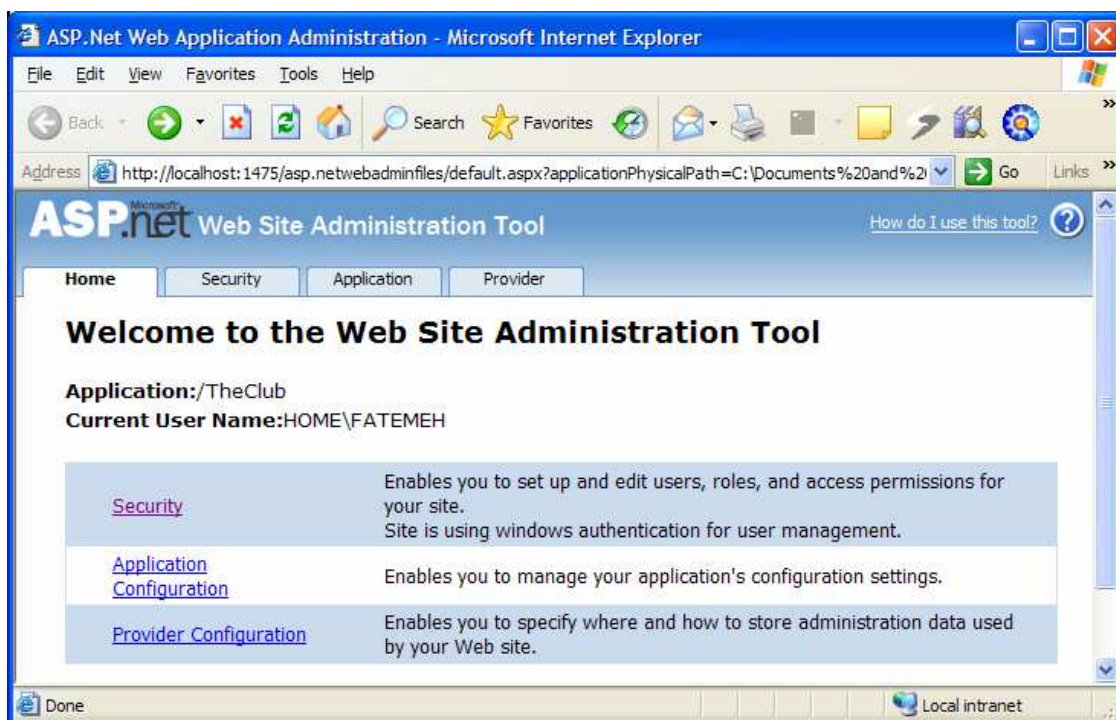 ASP.Net Web Application Administration - Microsoft Internet Explorer
File Edit View Favorites Tools Help
Back Search Favorites »
Address http://localhost:1475/asp.netwebadminfiles/default.aspx?applicationPhysicalPath=C:\Documents%20and%2 Go Links »
Microsoft
ASP.net Web Site Administration Tool How do I use this tool? ?
Home Security Application Provider
Welcome to the Web Site Administration Tool
Application:/TheClub
Current User Name:HOME\FATEMEH
Security
Enables you to set up and edit users, roles, and access permissions for
your site.
Site is using windows authentication for user management.
Application
Configuration
Enables you to manage your application's configuration settings.
Provider Configuration
Enables you to specify where and how to store administration data used
by your Web site.
Done Local intranet